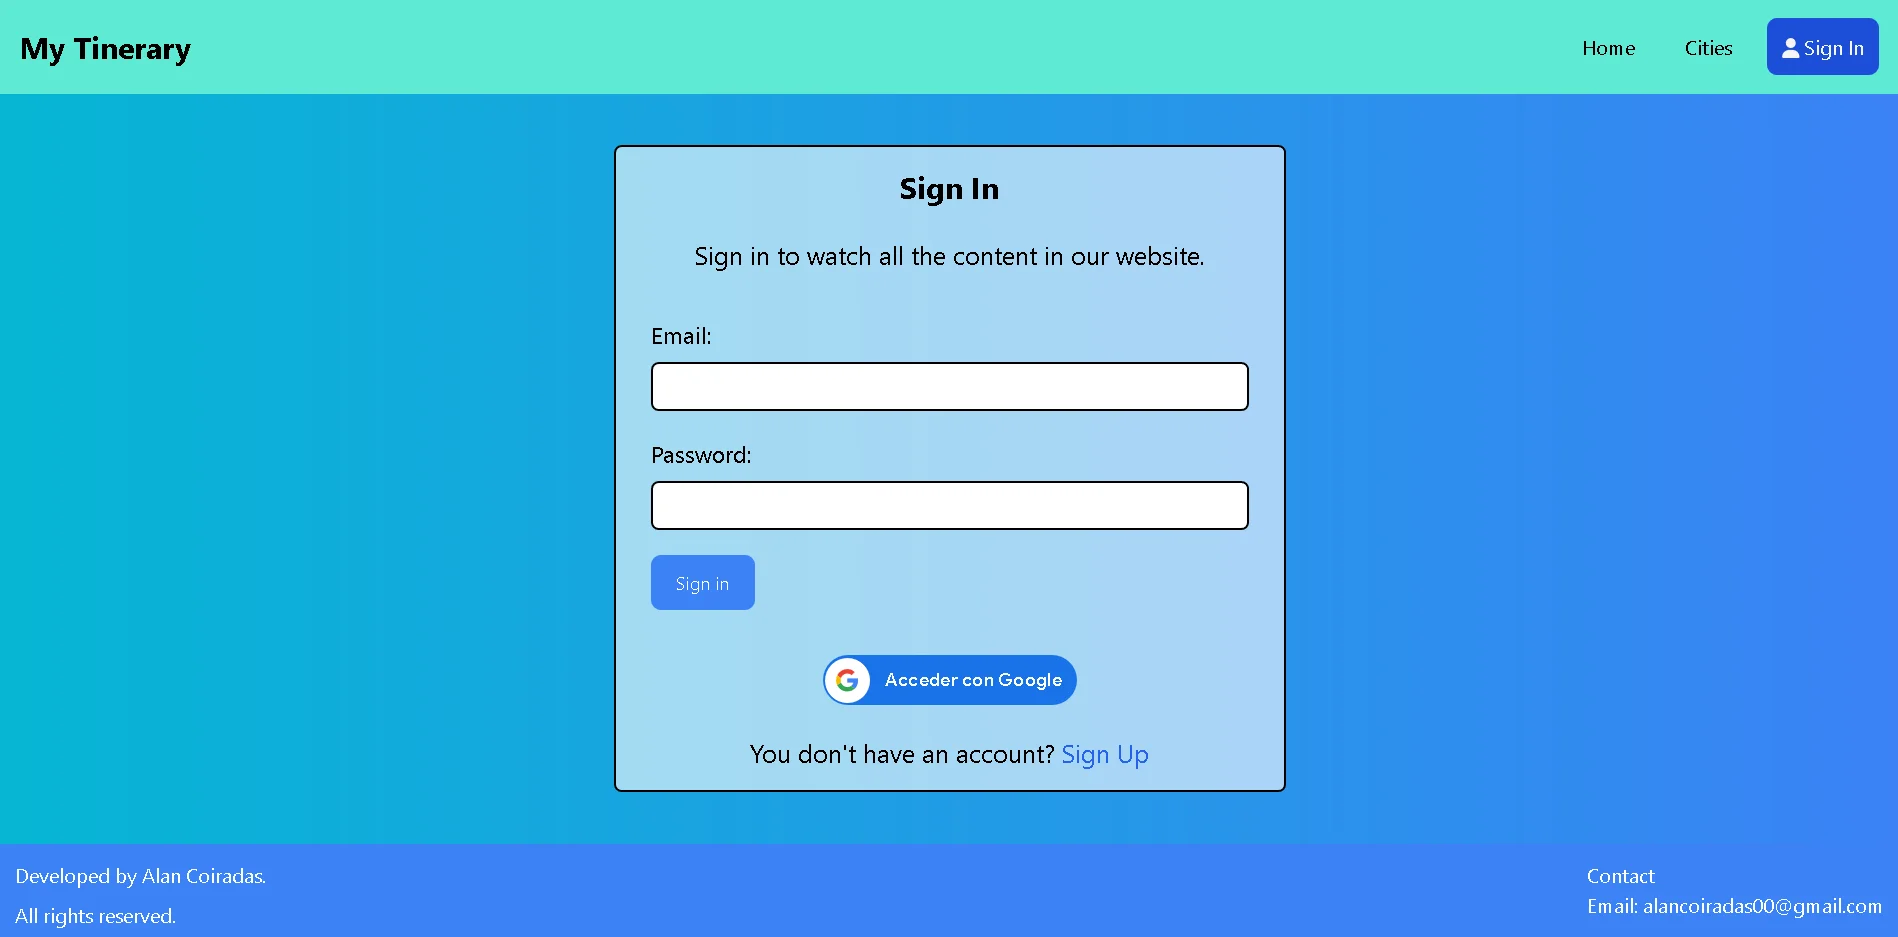 My Tinerary
Home
Cities
Sign In
Sign In
Sign in to watch all the content in our website.
Email:
Password:
Sign in
Acceder con Google
You don't have an account? Sign Up
Developed by Alan Coiradas.
All rights reserved.
Contact
Email: alancoiradas00@gmail.com